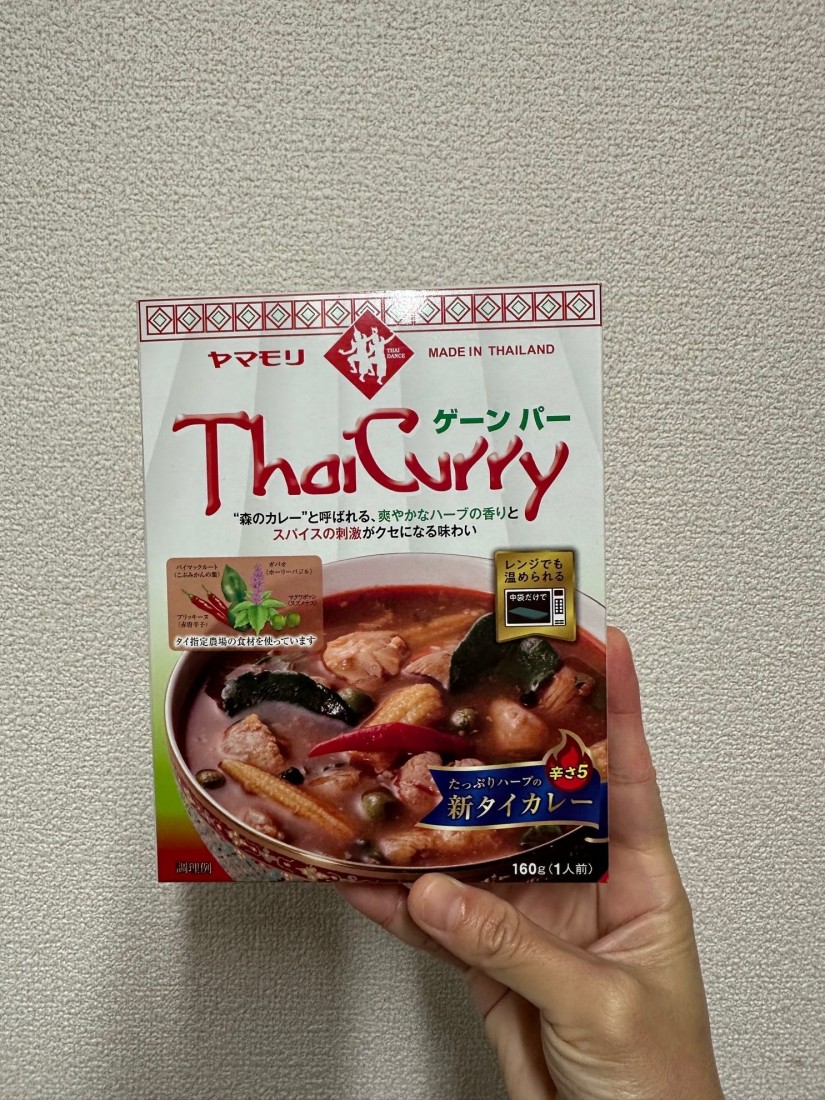 ヤマモリ
THAI DANCE
MADE IN THAILAND
ゲーン パー
Thai Curry
“森のカレー”と呼ばれる、爽やかなハーブの香りと
スパイスの刺激がクセになる味わい
バイマックルート
(こぶみかんの葉)
ガパオ
(ホーリーバジル)
マクワポワン
(スズメナス)
プリッキーヌ
(赤唐辛子)
タイ指定農場の食材を使っています
レンジでも
温められる
中袋だけで
辛さ5
たっぷりハーブの
新タイカレー
調理例
160g(1人前)